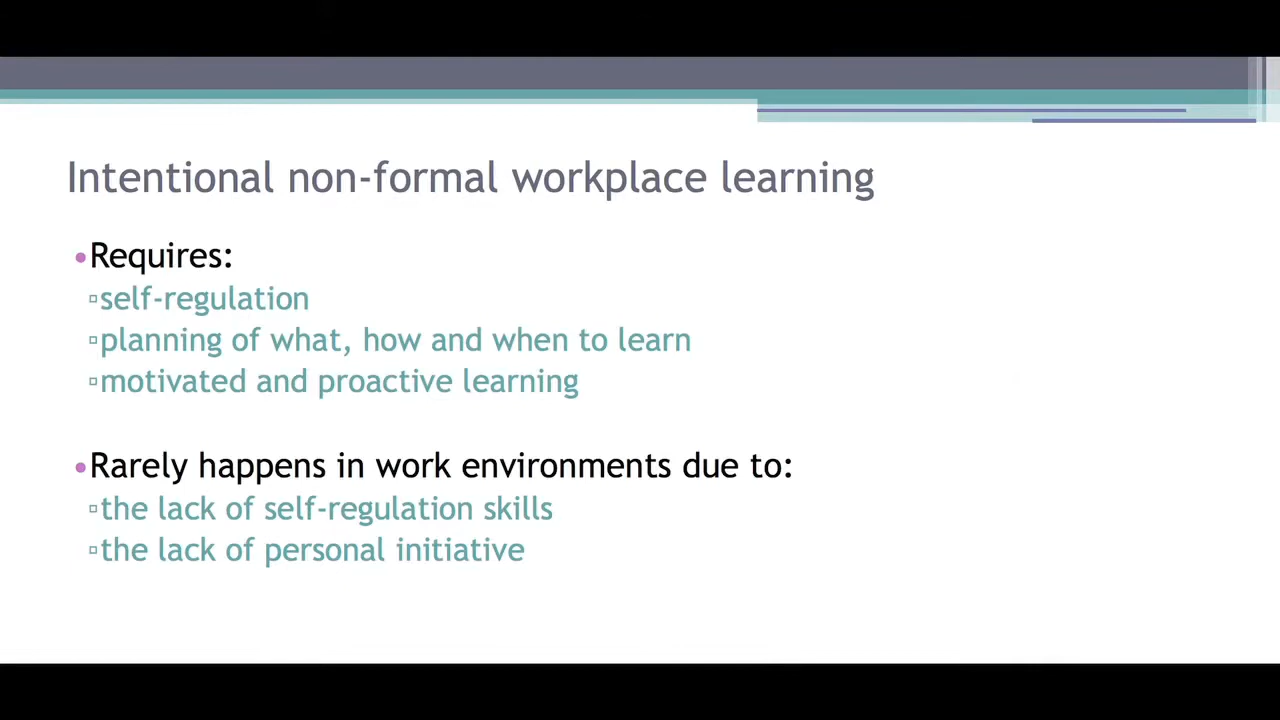 Intentional non-formal workplace learning
•Requires:
▫self-regulation
▫planning of what, how and when to learn
▫motivated and proactive learning
•Rarely happens in work environments due to:
▫the lack of self-regulation skills
▫the lack of personal initiative